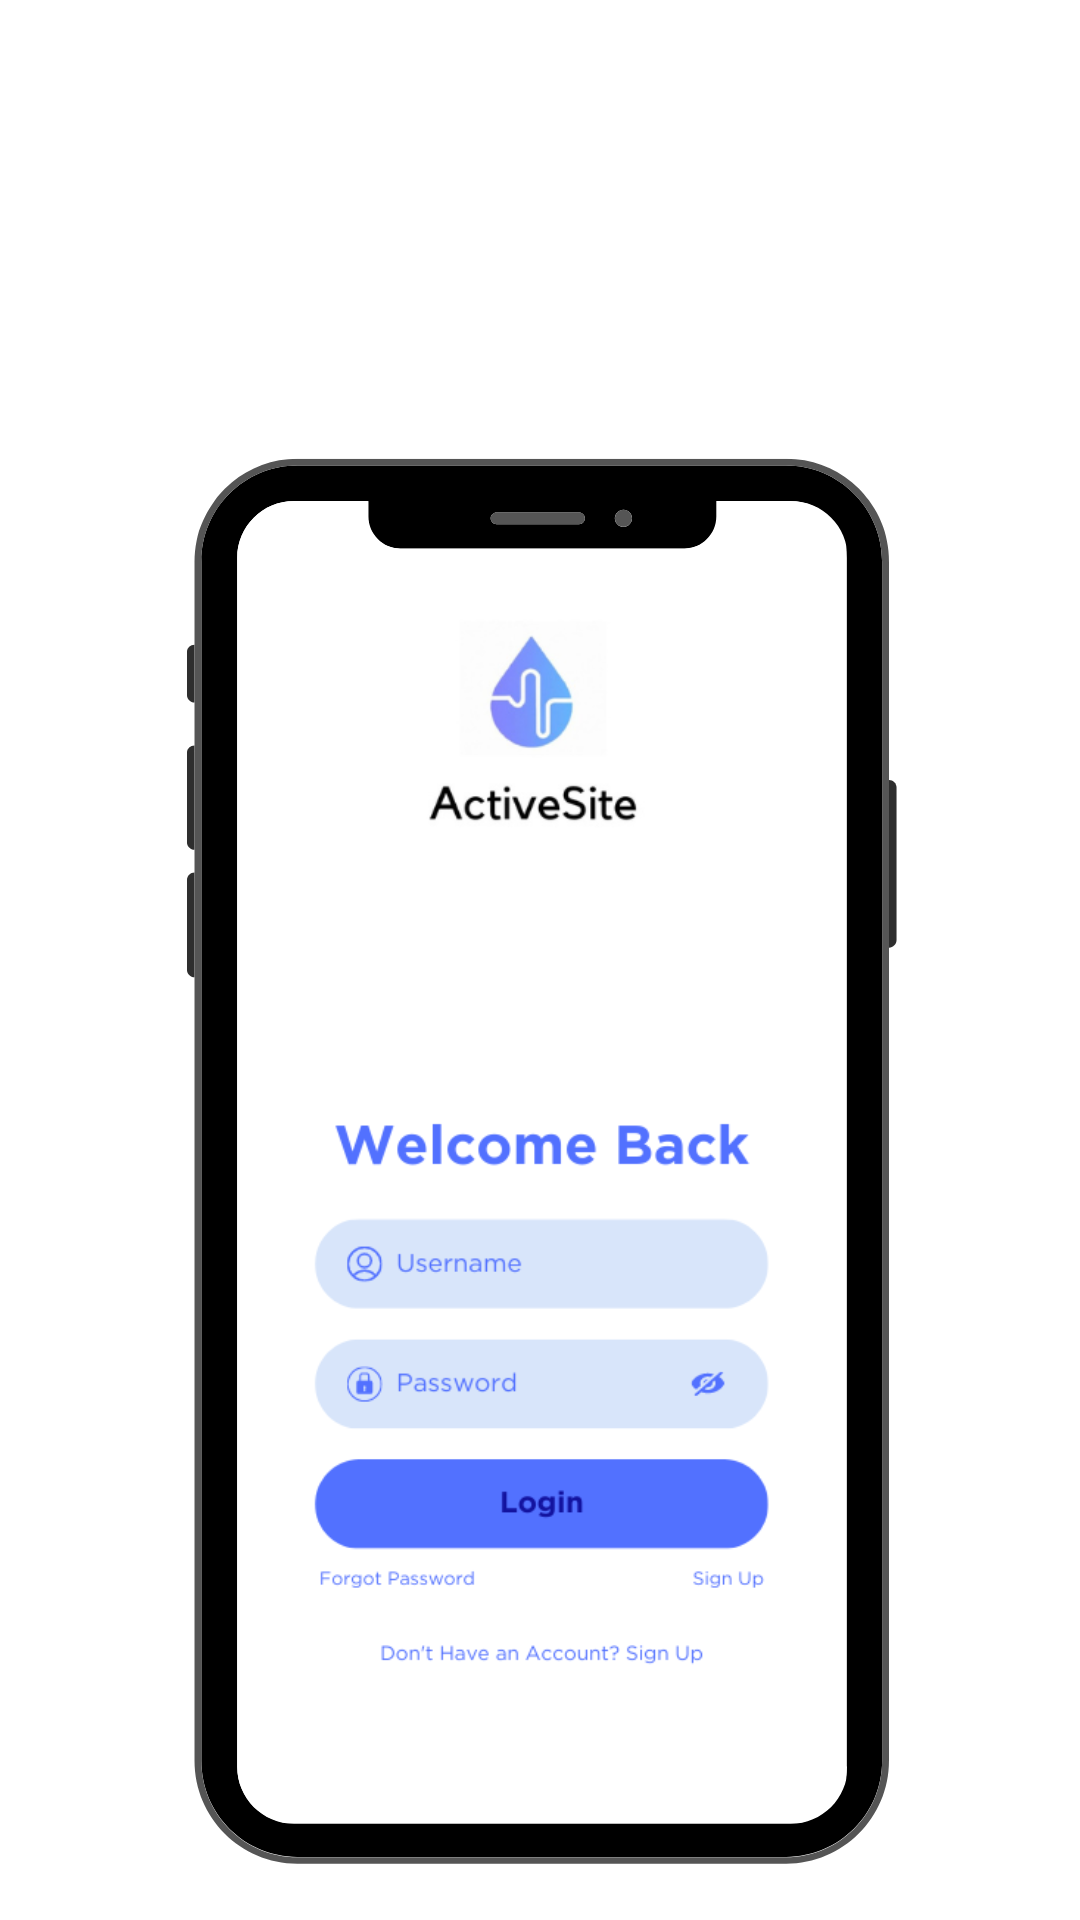 ActiveSite
Welcome Back
Username
Password
Login
Forgot Password
Sign Up
Don't Have an Account? Sign Up